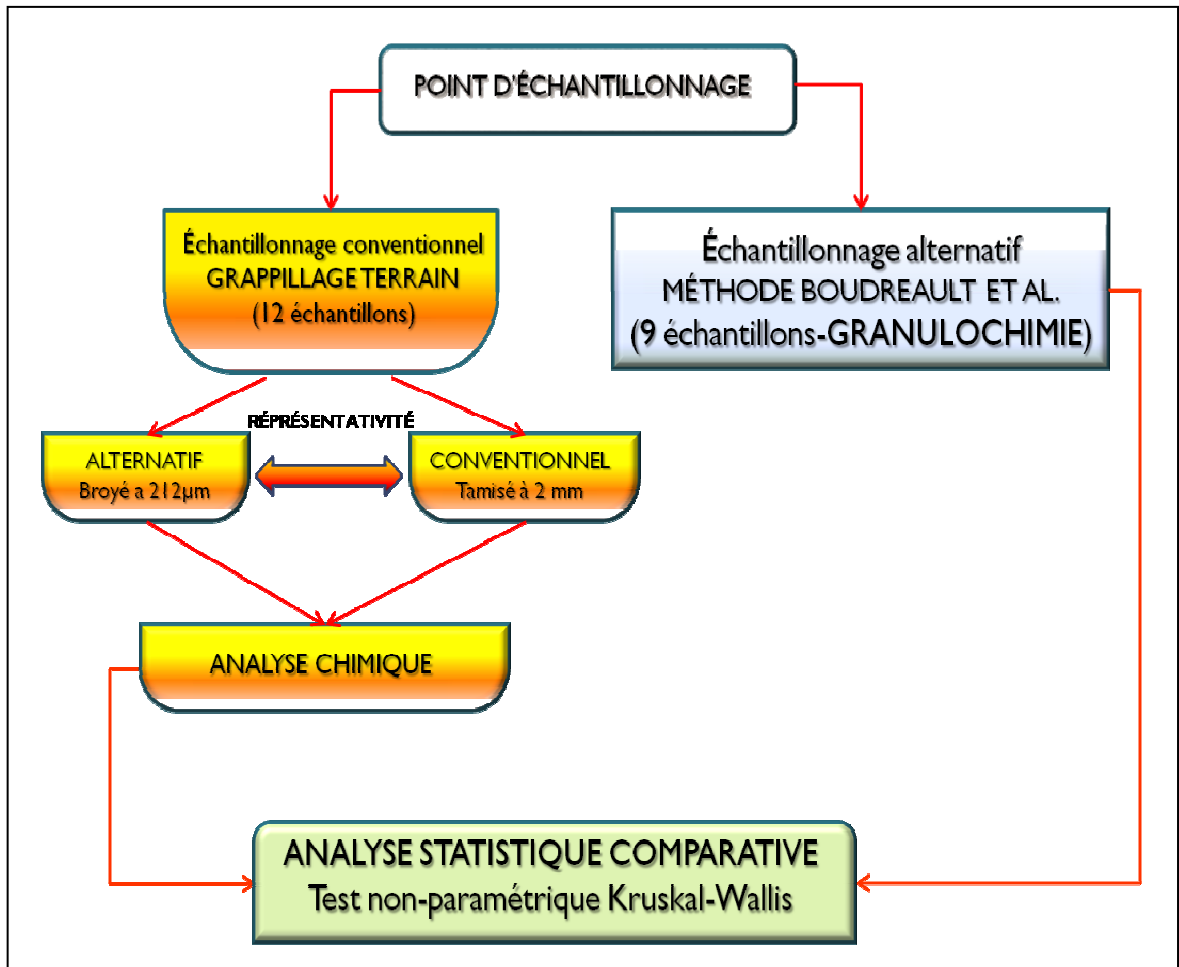 POINT D'ÉCHANTILLONNAGE
Échantillonnage conventionnel
GRAPPILLAGE TERRAIN
(12 échantillons)
Échantillonnage alternatif
MÉTHODE BOUDREAULT ET AL.
(9 échantillons-GRANULOCHIMIE)
RÉPRÉSENTATIVITÉ
ALTERNATIF
Broyé a 212µm
CONVENTIONNEL
Tamisé à 2 mm
ANALYSE CHIMIQUE
ANALYSE STATISTIQUE COMPARATIVE
Test non-paramétrique Kruskal-Wallis